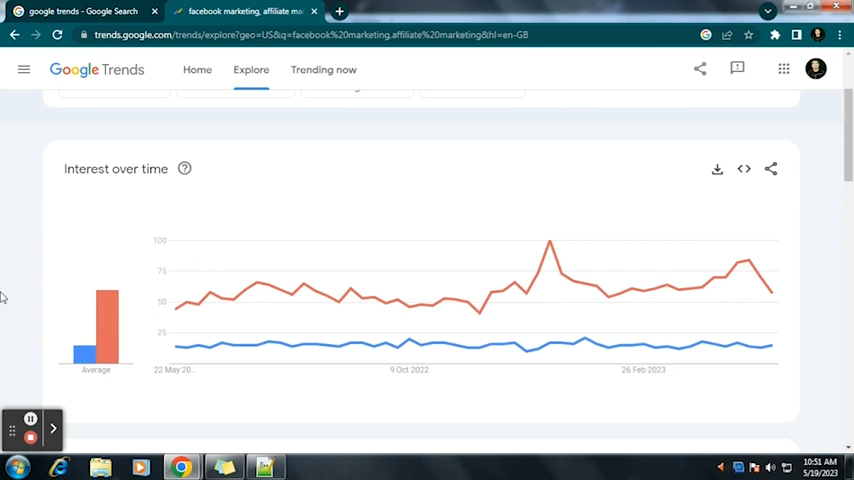 google trends - Google Search
facebook marketing, affiliate ma
trends.google.com/trends/explore?geo=US&q=facebook%20marketing,affiliate%20marketing&hl=en-GB
Google Trends
Home
Explore
Trending now
Interest over time
100
75
50
25
Average
22 May 20...
9 Oct 2022
26 Feb 2023
10:51 AM
5/19/2023